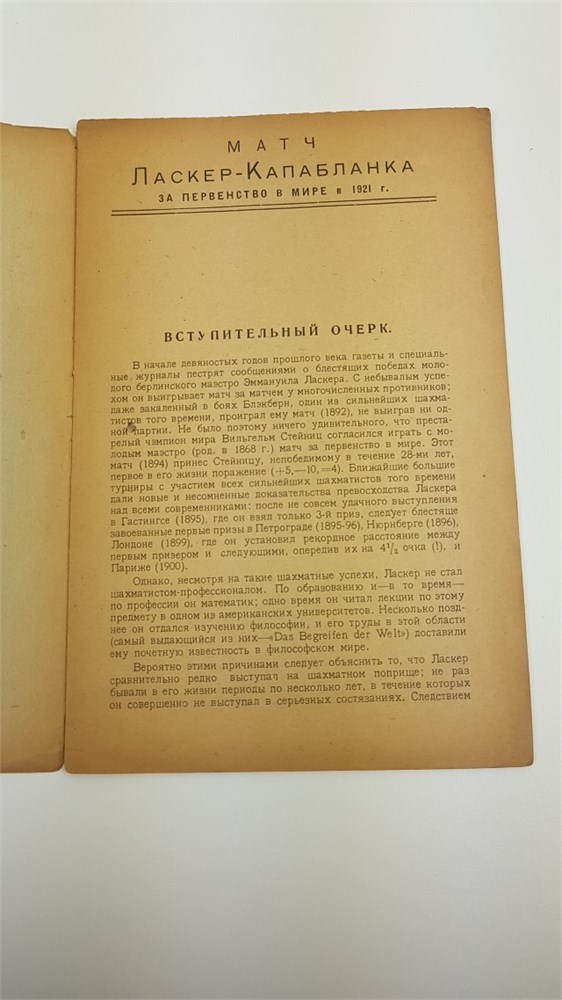 МАТЧ
ЛАСКЕР-КАПАБЛАНКА
ЗА ПЕРВЕНСТВО В МИРЕ в 1921 г.
ВСТУПИТЕЛЬНЫЙ ОЧЕРК.
В начале девяностых годов прошлого века газеты и специаль-
ные журналы пестрят сообщениями о блестящих победах моло-
дого берлинского маэстро Эммануила Ласкера. С небывалым успе-
хом он выигрывает матч за матчем у многочисленных противников;
даже закаленный в боях Блэкберн, один из сильнейших шахма-
тистов того времени, проиграл ему матч (1892), не выиграв ни од-
ной партии. Не было поэтому ничего удивительного, что преста-
релый чэмпион мира Вильгельм Стейниц согласился играть с мо-
лодым маэстро (род. в 1868 г.) матч за первенство в мире. Этот
матч (1894) принес Стейницу, непобедимому в течение 28-ми лет,
первое в его жизни поражение (+5,—10,=4). Ближайшие большие
турниры с участием всех сильнейших шахматистов того времени
дали новые и несомненные доказательства превосходства Ласкера
над всеми современниками: после не совсем удачного выступления
в Гастингсе (1895), где он взял только 3-й приз, следует блестяще
завоеванные первые призы в Петрограде (1895-96), Нюрнберге (1896),
Лондоне (1899), где он установил рекордное расстояние между
первым призером и следующими, опередив их на 4¹/₂ очка (!), и
Париже (1900).
Однако, несмотря на такие шахматные успехи, Ласкер не стал
шахматистом-профессионалом. По образованию и—в то время—
по профессии он математик; одно время он читал лекции по этому
предмету в одном из американских университетов. Несколько позд-
нее он отдался изучению философии, и его труды в этой области
(самый выдающийся из них—«Das Begreifen der Welt») доставили
ему почетную известность в философском мире.
Вероятно этими причинами следует объяснить то, что Ласкер
сравнительно редко выступал на шахматном поприще; не раз
бывали в его жизни периоды по несколько лет, в течение которых
он совершенно не выступал в серьезных состязаниях. Следствием